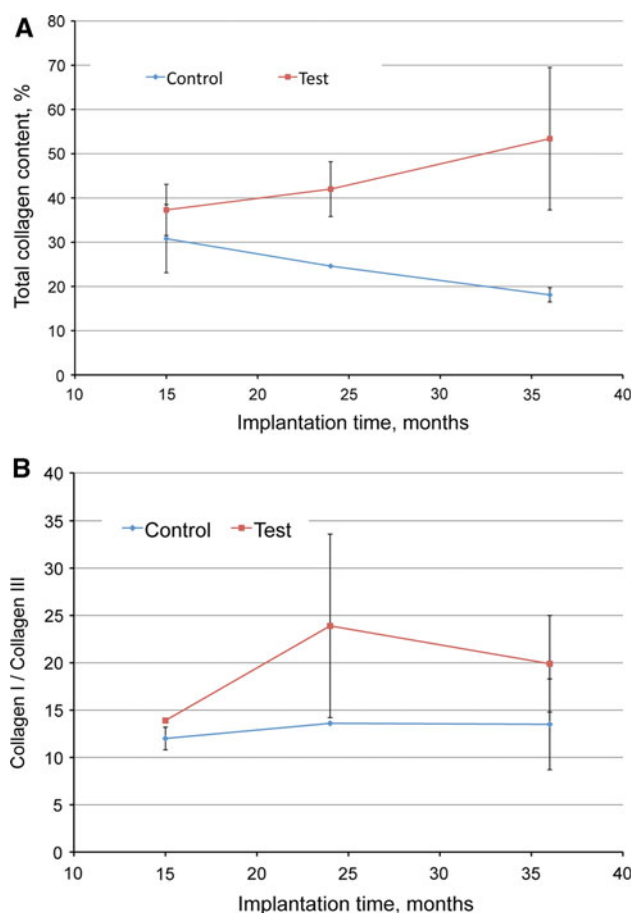 A
80
70
60
50
40
30
20
10
0
Control Test
Total collagen content, %
10 15 20 25 30 35 40
Implantation time, months
B
40
35
30
25
20
15
10
5
0
Control Test
Collagen I / Collagen III
10 15 20 25 30 35 40
Implantation time, months